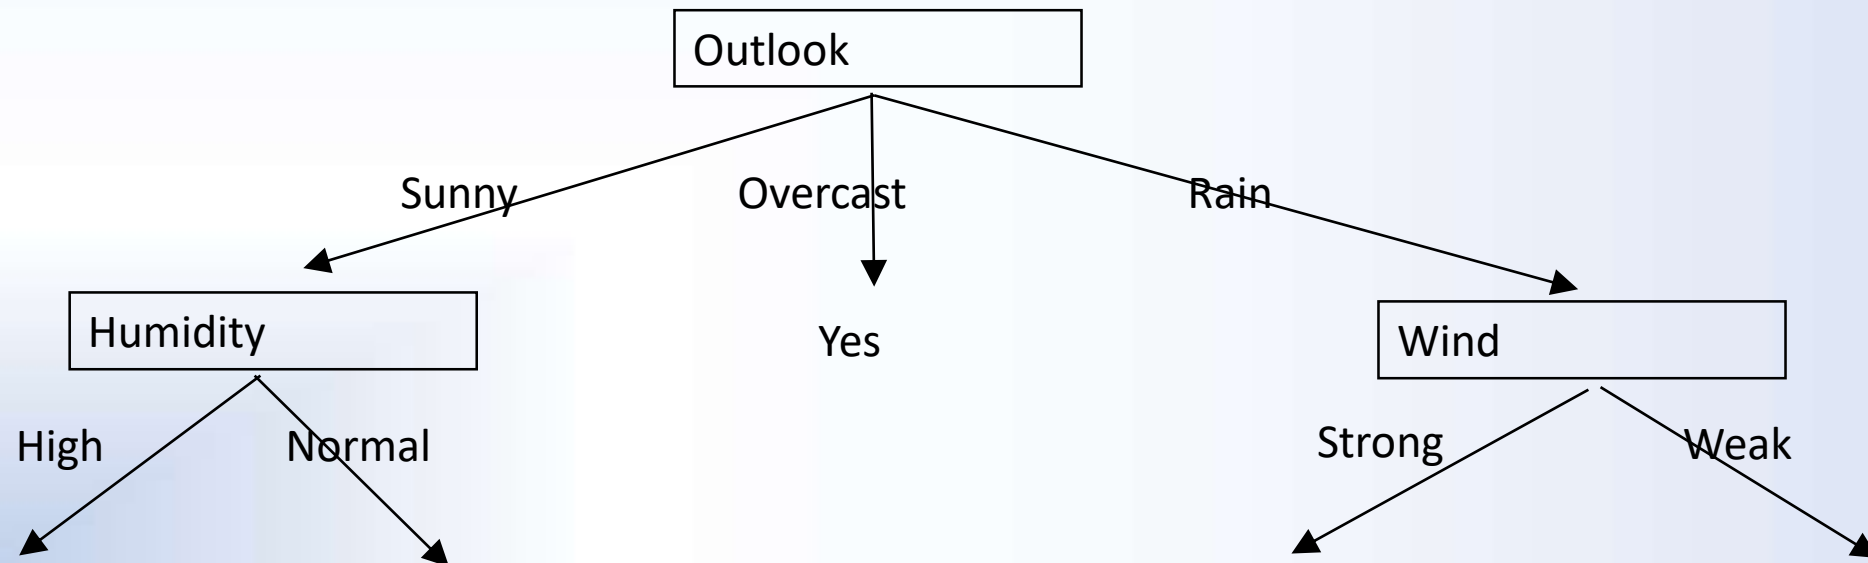 Outlook
Sunny
Overcast
Rain
Humidity
Yes
Wind
High
Normal
Strong
Weak